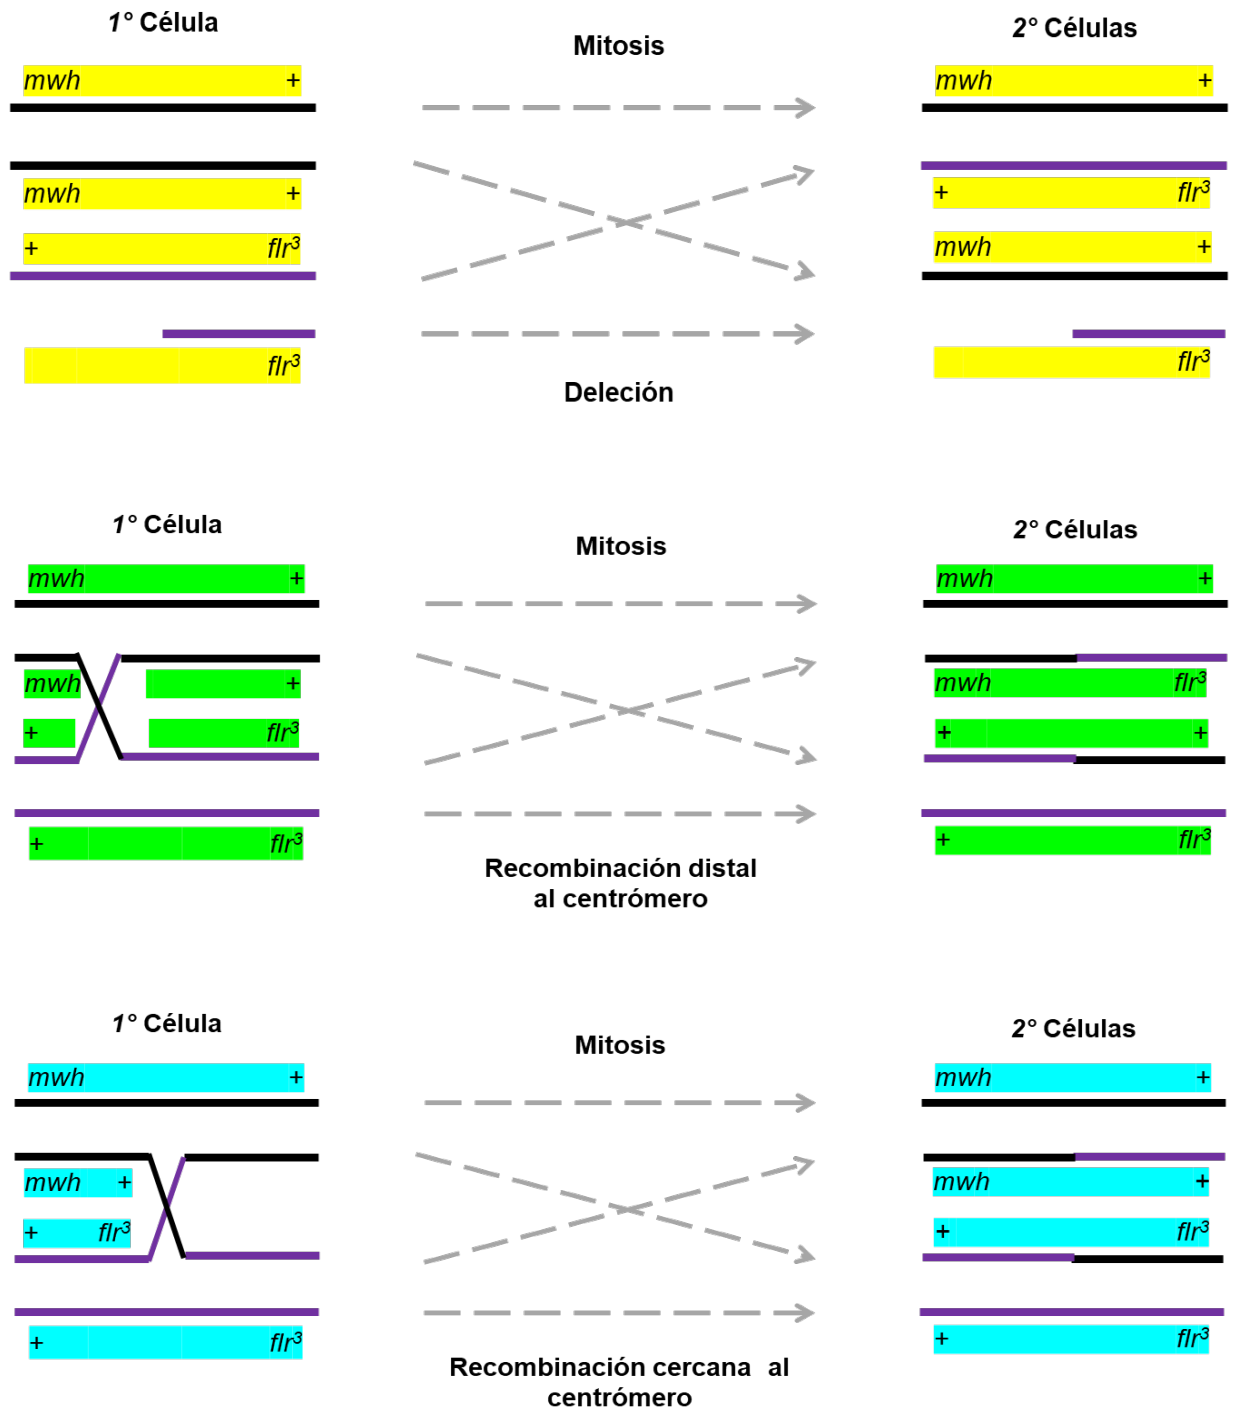 1° Célula
Mitosis
2° Células
mwh +
mwh +
+ flr³
flr³
mwh +
+ flr³
mwh +
flr³
Deleción
1° Célula
Mitosis
2° Células
mwh +
mwh +
+ flr³
+ flr³
mwh +
mwh flr³
+ +
+ flr³
Recombinación distal
al centrómero
1° Célula
Mitosis
2° Células
mwh +
mwh +
+ flr³
+ flr³
mwh +
mwh +
+ flr³
+ flr³
Recombinación cercana al
centrómero